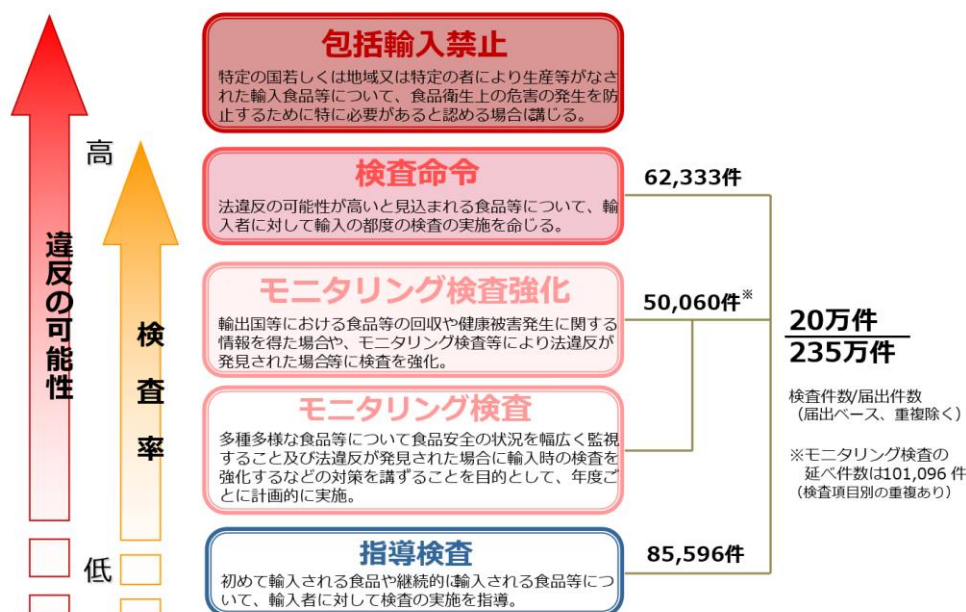 包括輸入禁止
特定の国若しくは地域又は特定の者により生産等がなさ
れた輸入食品等について、食品衛生上の危害の発生を防
止するために特に必要があると認める場合に講じる。
高
検査命令
62,333件
法違反の可能性が高いと見込まれる食品等について、輸
入者に対して輸入の都度の検査の実施を命じる。
違反の可能性
検査率
モニタリング検査強化
50,060件※
輸出国等における食品等の回収や健康被害発生に関する
情報を得た場合や、モニタリング検査等により法違反が
発見された場合等に検査を強化。
20万件
235万件
検査件数/届出件数
(届出ベース、重複除く)
モニタリング検査
多種多様な食品等について食品安全の状況を幅広く監視
すること及び法違反が発見された場合に輸入時の検査を
強化するなどの対策を講ずることを目的として、年度ご
とに計画的に実施。
※モニタリング検査の
延べ件数は101,096 件
(検査項目別の重複あり)
低
指導検査
85,596件
初めて輸入される食品や継続的に輸入される食品等につ
いて、輸入者に対して検査の実施を指導。